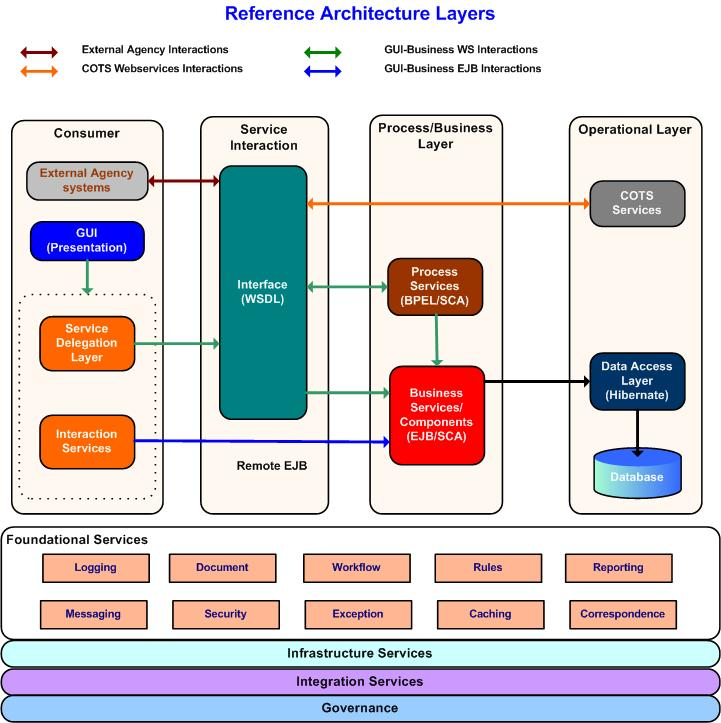 Reference Architecture Layers
External Agency Interactions
GUI-Business WS Interactions
COTS Webservices Interactions
GUI-Business EJB Interactions
Consumer
Service
Interaction
Process/Business
Layer
Operational Layer
External Agency
systems
GUI
(Presentation)
Service
Delegation
Layer
Interaction
Services
Interface
(WSDL)
Remote EJB
Process
Services
(BPEL/SCA)
Business
Services/
Components
(EJB/SCA)
COTS
Services
Data Access
Layer
(Hibernate)
Database
Foundational Services
Logging
Document
Workflow
Rules
Reporting
Messaging
Security
Exception
Caching
Correspondence
Infrastructure Services
Integration Services
Governance